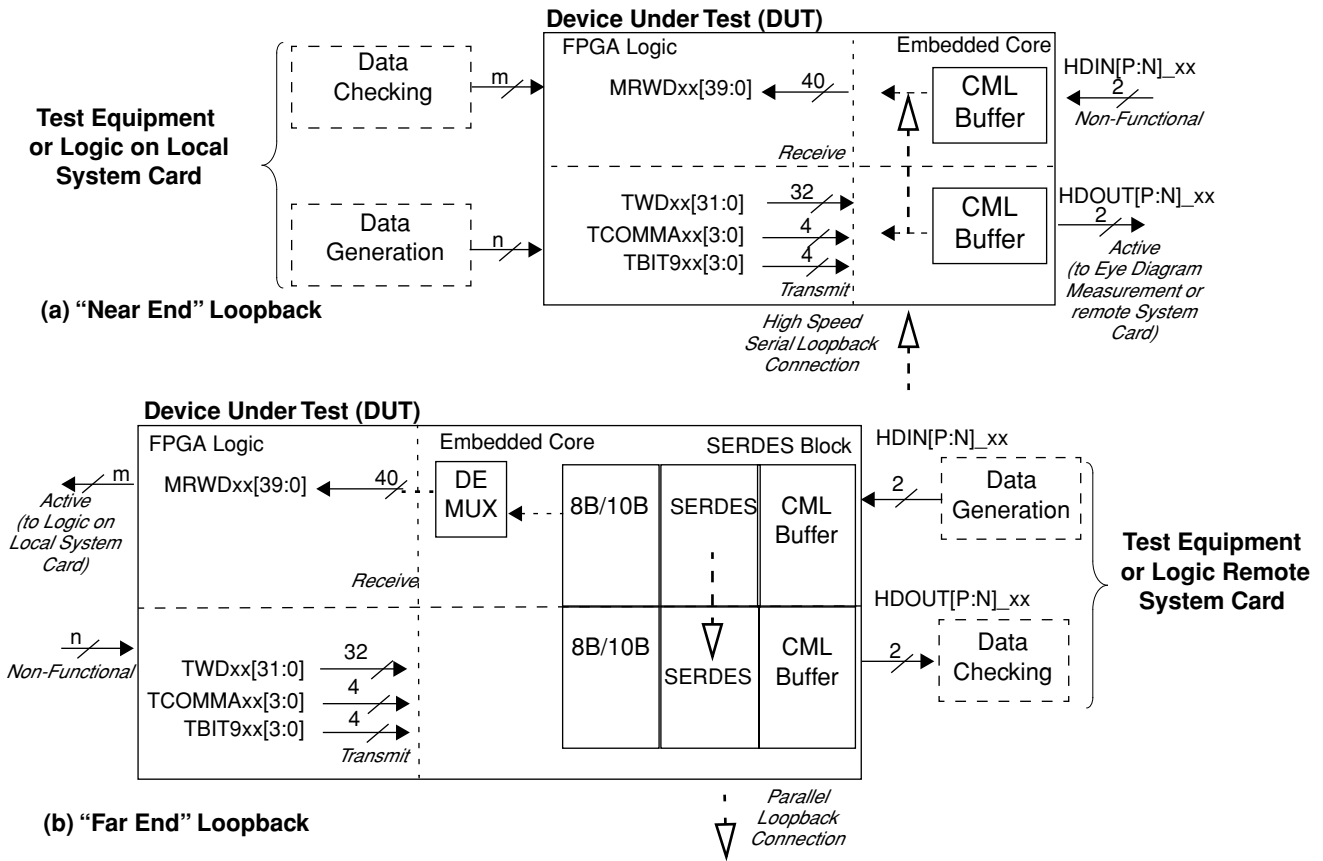 Device Under Test (DUT)
FPGA Logic
Embedded Core
Data
Checking
m
MRWDxx[39:0]
40
CML
Buffer
HDIN[P:N]_xx
2
Non-Functional
Test Equipment
or Logic on Local
System Card
Receive
Data
Generation
n
TWDxx[31:0]
32
TCOMMAxx[3:0]
4
TBIT9xx[3:0]
4
Transmit
CML
Buffer
HDOUT[P:N]_xx
2
Active
(to Eye Diagram
Measurement or
remote System
Card)
(a) “Near End” Loopback
High Speed
Serial Loopback
Connection
Device Under Test (DUT)
FPGA Logic
Embedded Core
SERDES Block
HDIN[P:N]_xx
m
Active
(to Logic on
Local System
Card)
MRWDxx[39:0]
40
DE
MUX
8B/10B
SERDES
CML
Buffer
2
Data
Generation
Test Equipment
or Logic Remote
System Card
Receive
HDOUT[P:N]_xx
n
Non-Functional
TWDxx[31:0]
32
TCOMMAxx[3:0]
4
TBIT9xx[3:0]
4
Transmit
8B/10B
SERDES
CML
Buffer
2
Data
Checking
(b) “Far End” Loopback
Parallel
Loopback
Connection